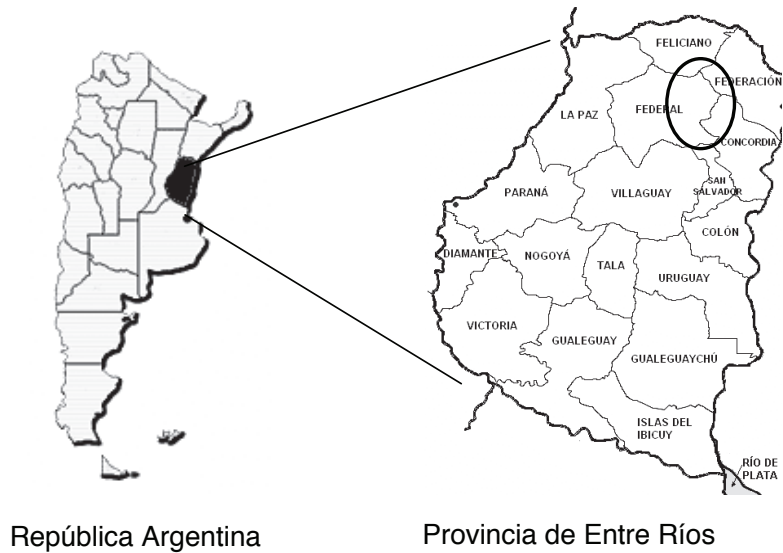 FELICIANO
FEDERACIÓN
FEDERAL
LA PAZ
CONCORDIA
SAN
SALVADOR
PARANÁ
VILLAGUAY
COLÓN
DIAMANTE
NOGOYÁ
TALA
URUGUAY
VICTORIA
GUALEGUAY
GUALEGUAYCHÚ
ISLAS DEL
IBICUY
RÍO DE
PLATA
República Argentina
Provincia de Entre Ríos